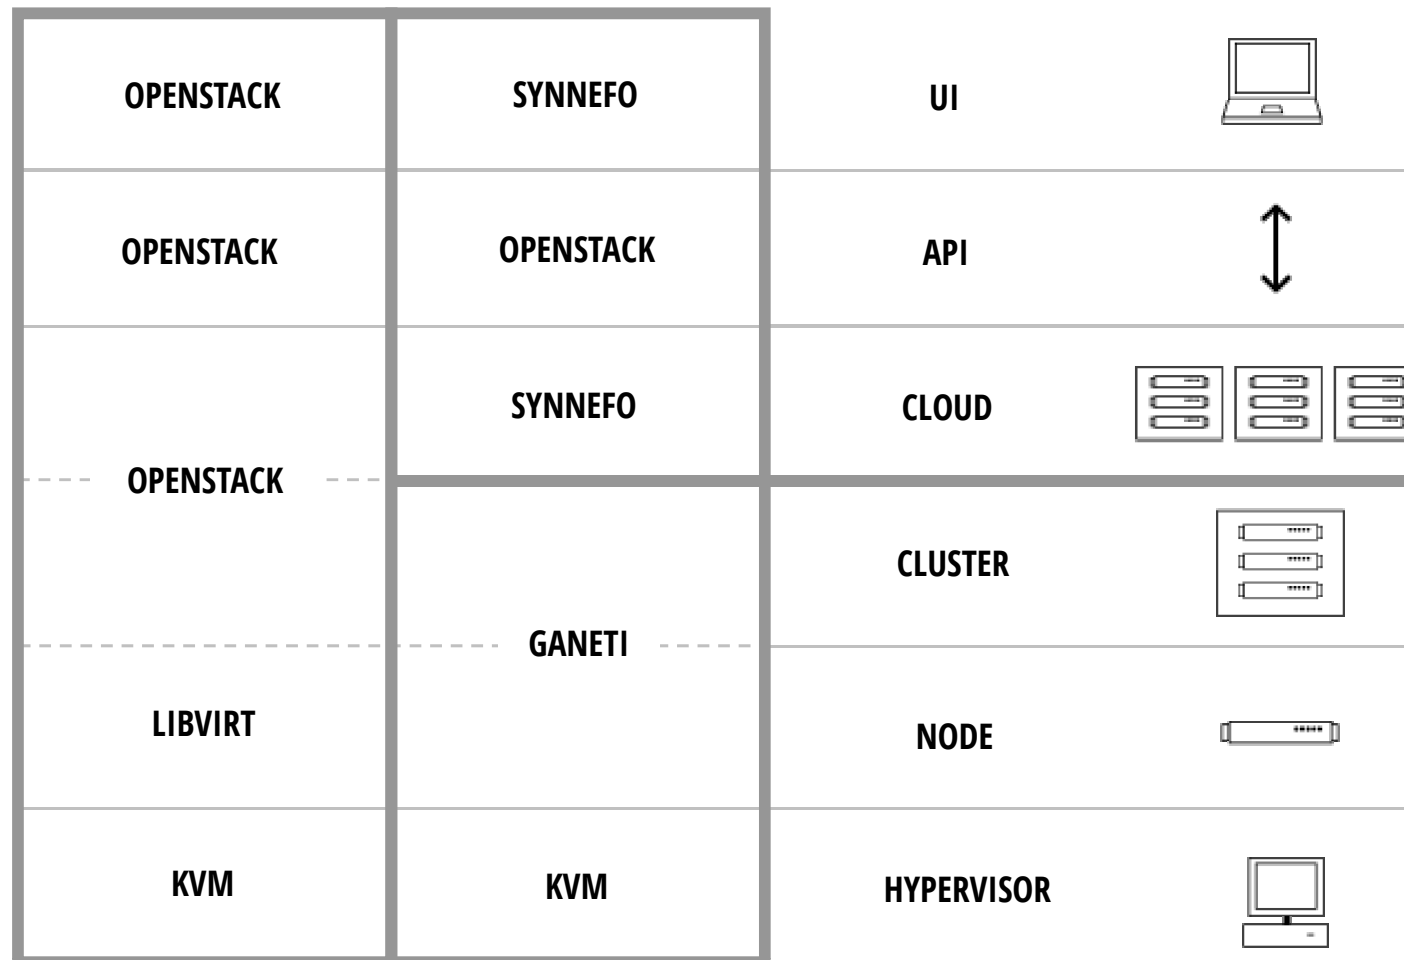 OPENSTACK SYNNEFO UI
OPENSTACK OPENSTACK API
SYNNEFO CLOUD
OPENSTACK
CLUSTER
GANETI
LIBVIRT NODE
KVM KVM HYPERVISOR